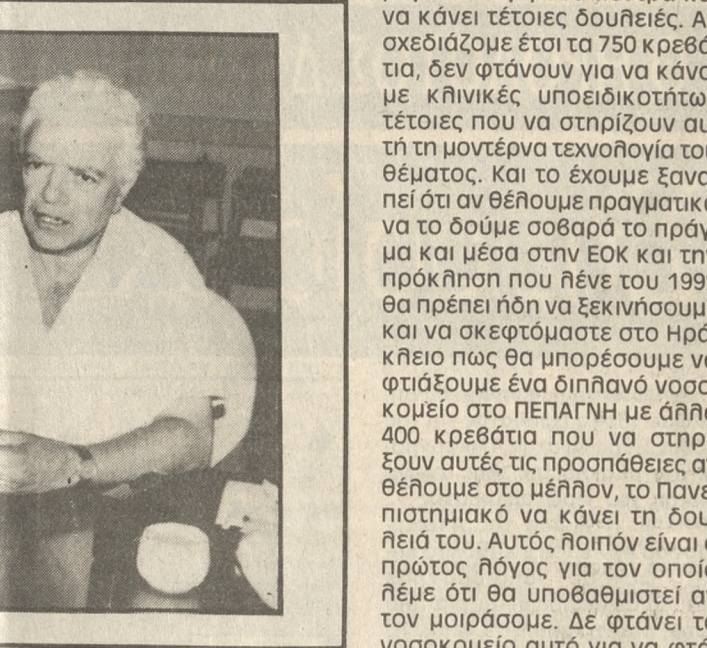 να κάνει τέτοιες δουλειές. Α
σχεδιάζομε έτσι τα 750 κρεβά
τια, δεν φτάνουν για να κάνο
με κλινικές υποειδικοτήτω
τέτοιες που να στηρίζουν αυ
τή τη μοντέρνα τεχνολογία του
θέματος. Και το έχουμε ξανα
πεί ότι αν θέλουμε πραγματικά
να το δούμε σοβαρά το πράγ
μα και μέσα στην ΕΟΚ και την
πρόκληση που λένε του 199
θα πρέπει ήδη να ξεκινήσουμ
και να σκεφτόμαστε στο Ηρά
κλειο πως θα μπορέσουμε να
φτιάξουμε ένα διπλανό νοσο
κομείο στο ΠΕΠΑΓΝΗ με άλλα
400 κρεβάτια που να στηρ
ξουν αυτές τις προσπάθειες α
θέλουμε στο μέλλον, το Πανε
πιστημιακό να κάνει τη δου
λειά του. Αυτός λοιπόν είναι ο
πρώτος λόγος για τον οποίο
λέμε ότι θα υποβαθμιστεί α
τον μοιράσομε. Δε φτάνει το
νοσοκομείο αυτό για να φτά